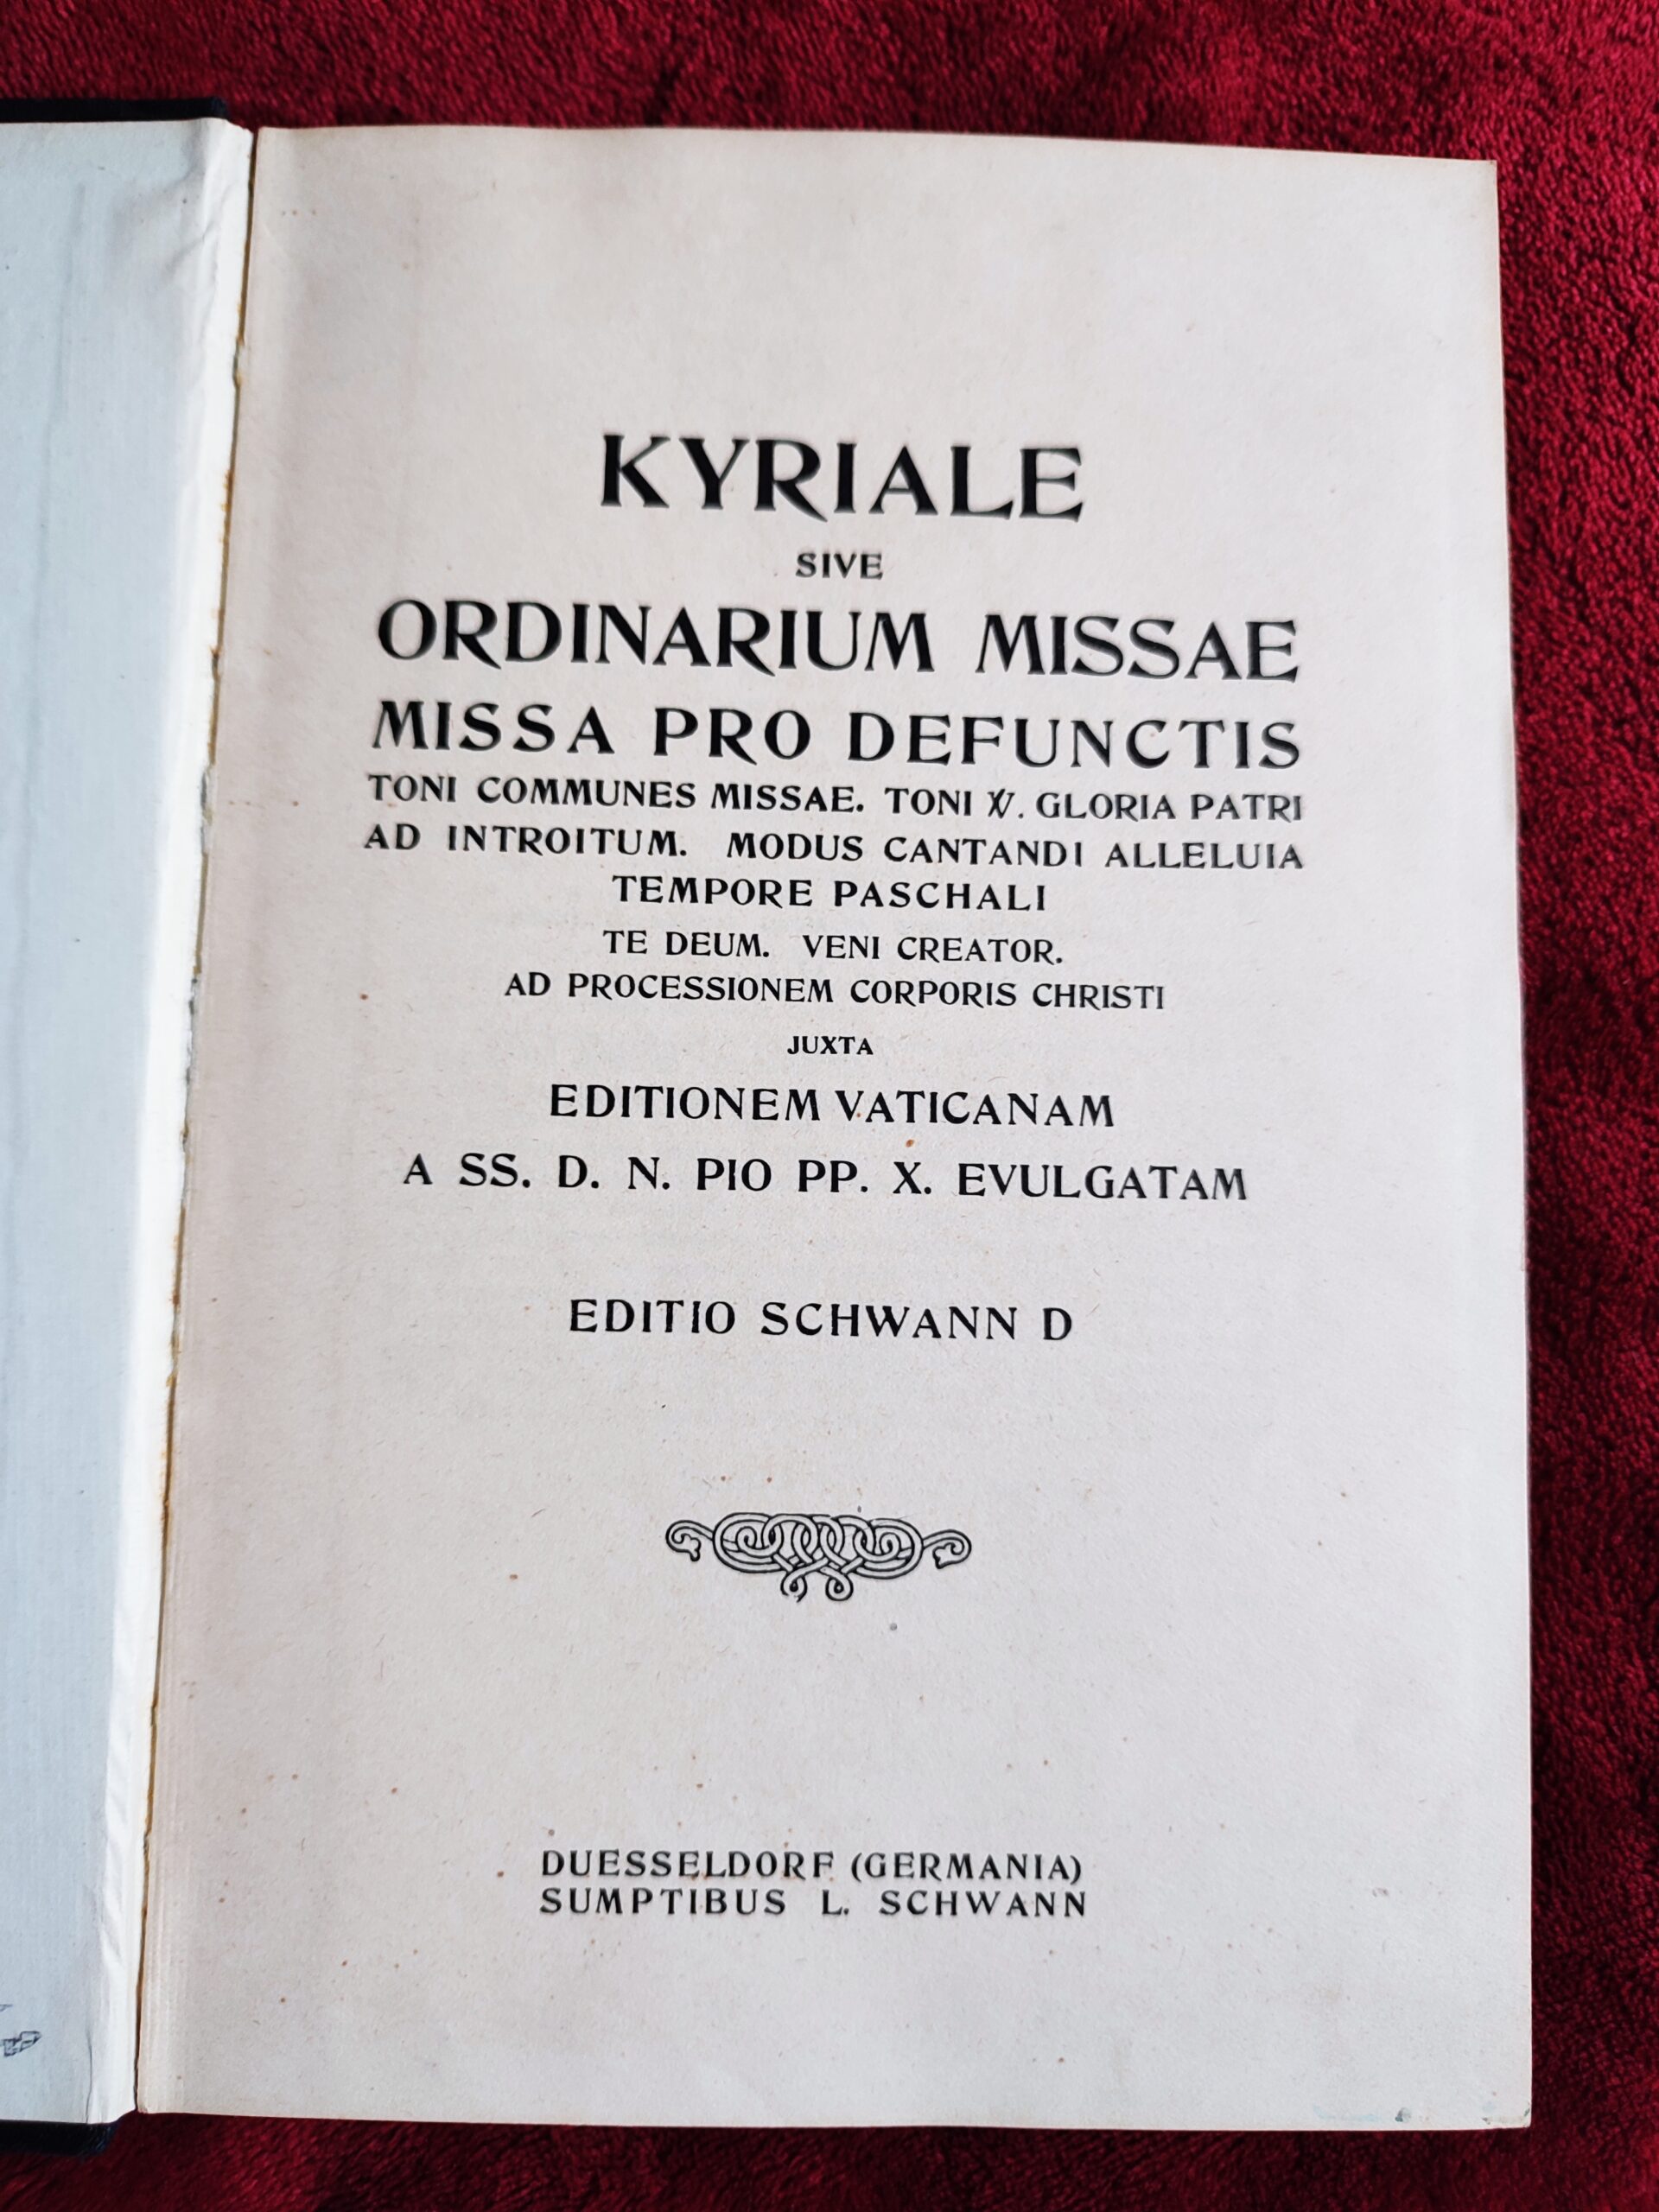 KYRIALE
SIVE
ORDINARIUM MISSAE
MISSA PRO DEFUNCTIS
TONI COMMUNES MISSAE. TONI ℣. GLORIA PATRI
AD INTROITUM. MODUS CANTANDI ALLELUIA
TEMPORE PASCHALI
TE DEUM. VENI CREATOR.
AD PROCESSIONEM CORPORIS CHRISTI
JUXTA
EDITIONEM VATICANAM
A SS. D. N. PIO PP. X. EVULGATAM
EDITIO SCHWANN D
DUESSELDORF (GERMANIA)
SUMPTIBUS L. SCHWANN